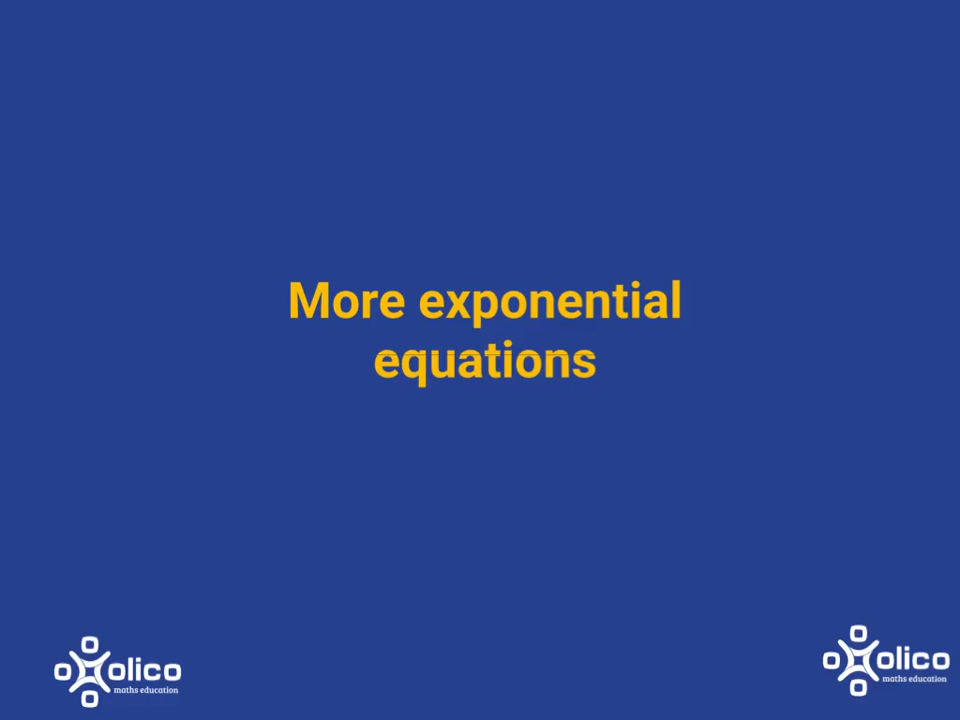 More exponential
equations
olico
maths education
olico
maths education